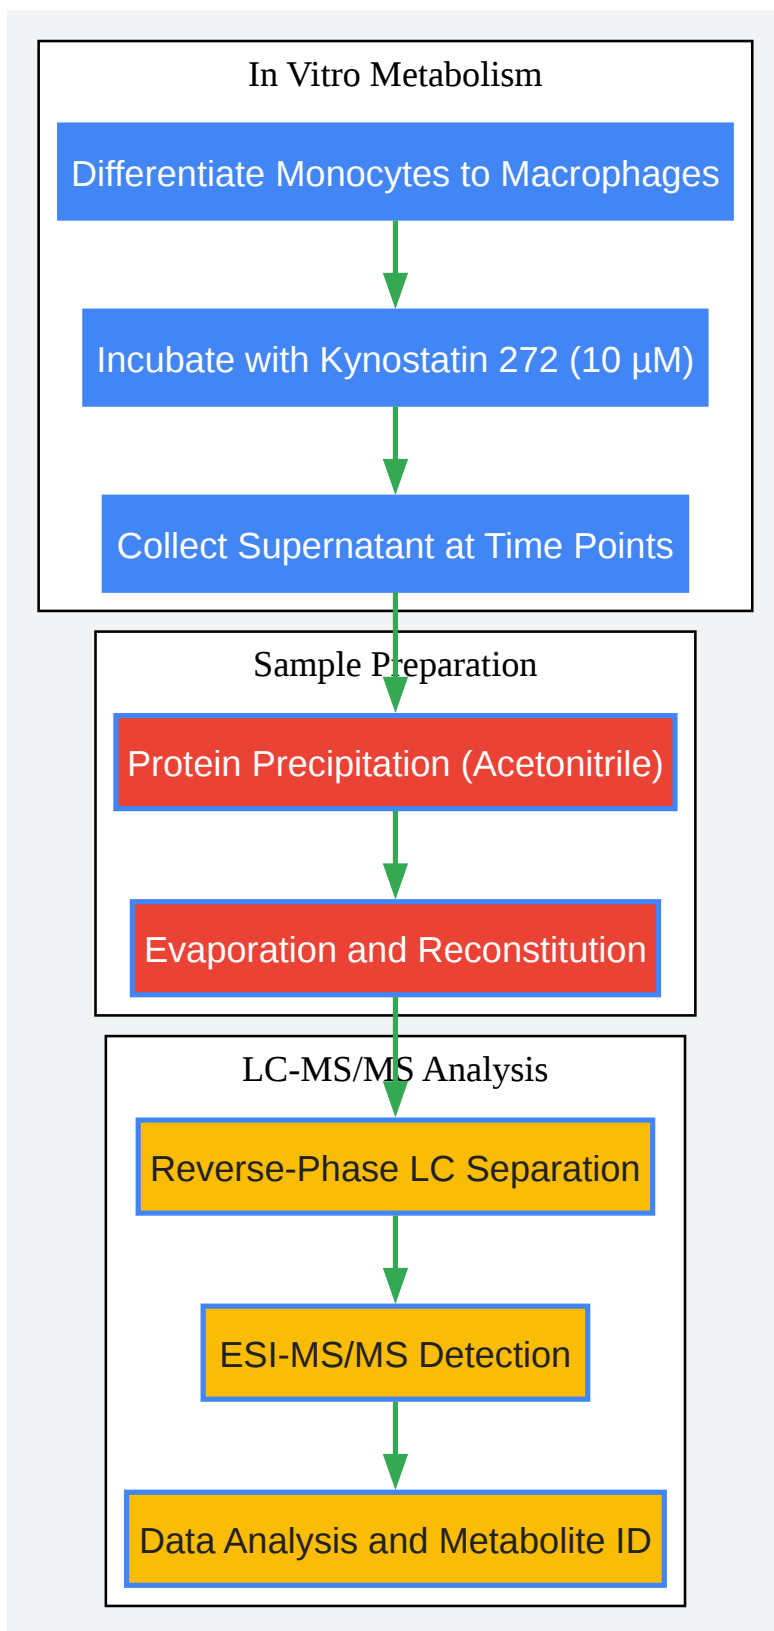 In Vitro Metabolism
Differentiate Monocytes to Macrophages
Incubate with Kynostatin 272 (10 µM)
Collect Supernatant at Time Points
Sample Preparation
Protein Precipitation (Acetonitrile)
Evaporation and Reconstitution
LC-MS/MS Analysis
Reverse-Phase LC Separation
ESI-MS/MS Detection
Data Analysis and Metabolite ID